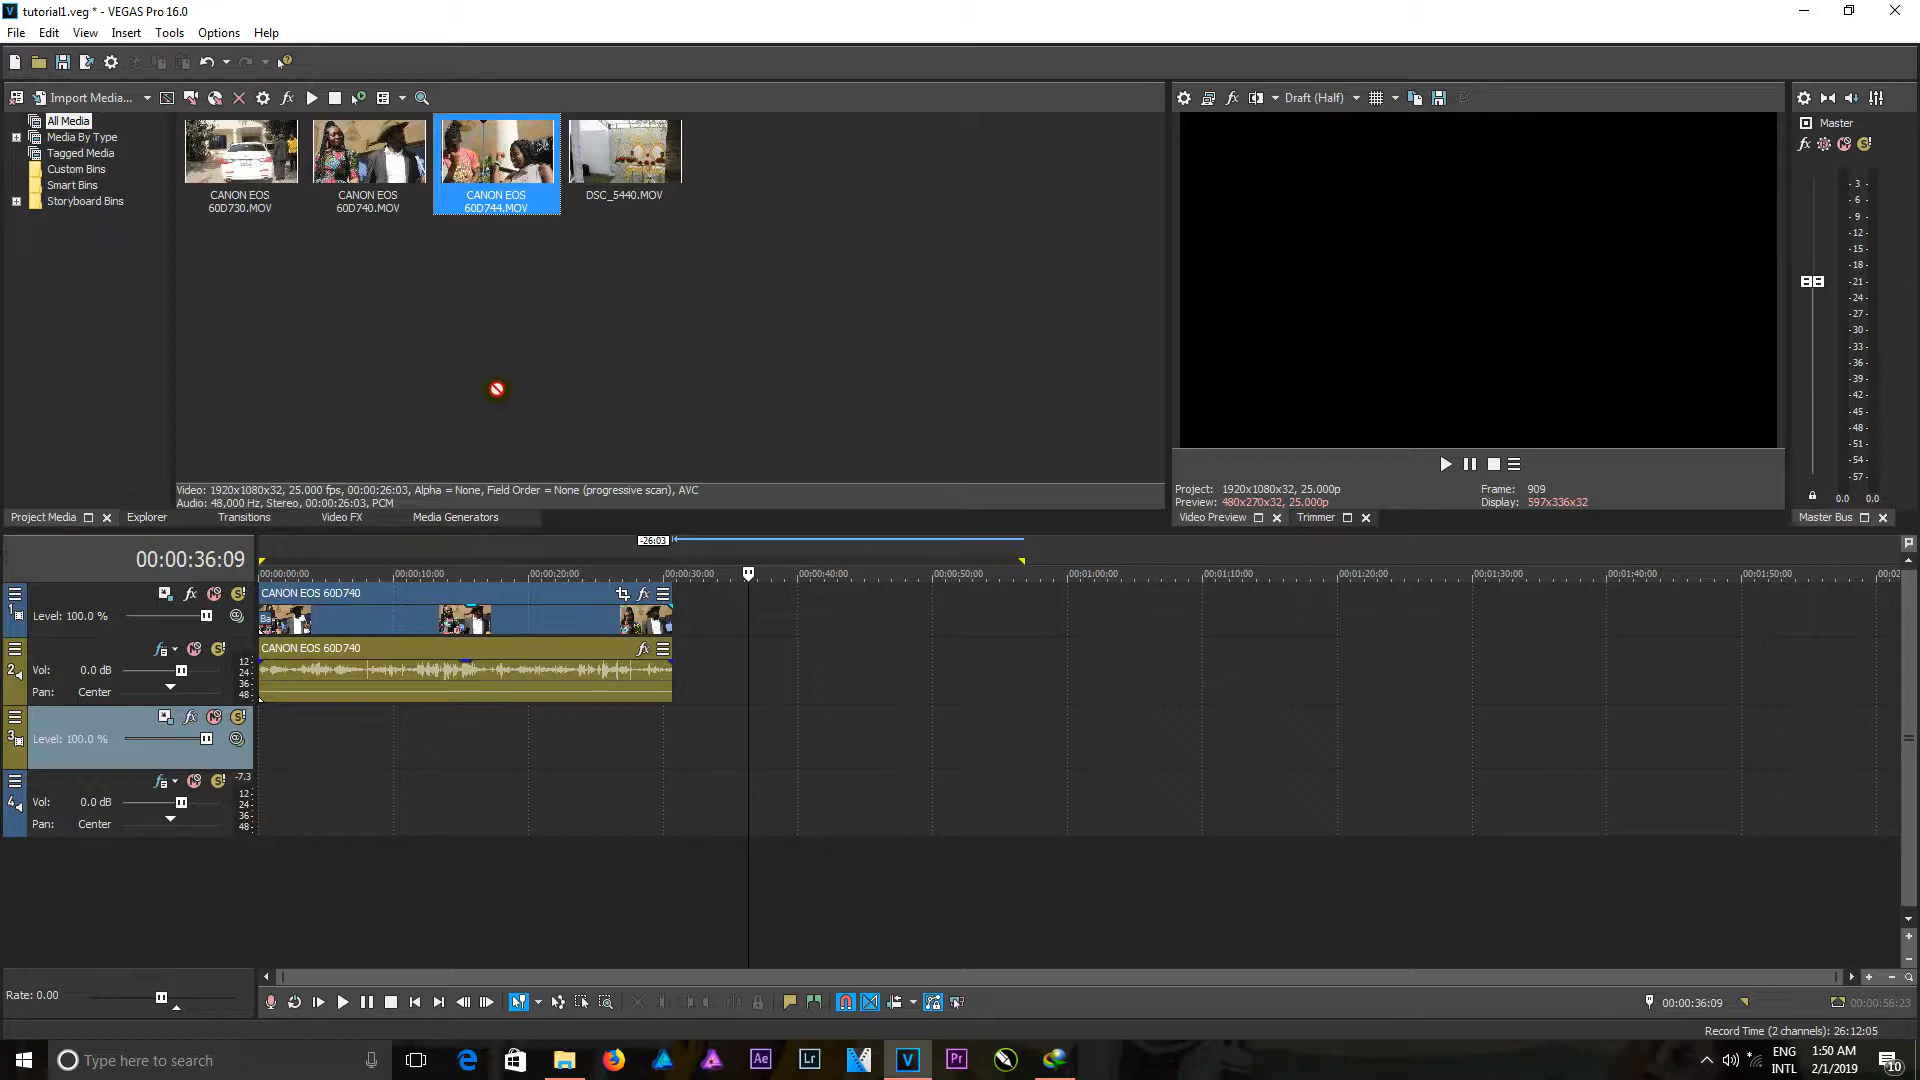 tutorial1.veg * - VEGAS Pro 16.0
File Edit View Insert Tools Options Help
Import Media...
Draft (Half)
All Media
Media By Type
Tagged Media
Custom Bins
Smart Bins
Storyboard Bins
CANON EOS
60D730.MOV
CANON EOS
60D740.MOV
CANON EOS
60D744.MOV
DSC_5440.MOV
Master
-3-
-6-
-9-
-12-
-15-
-18-
-21-
-24-
-27-
-30-
-33-
-36-
-39-
-42-
-45-
-48-
-51-
-54-
-57-
0.0 0.0
Video: 1920x1080x32, 25.000 fps, 00:00:26:03, Alpha = None, Field Order = None (progressive scan), AVC
Audio: 48,000 Hz, Stereo, 00:00:26:03, PCM
Project: 1920x1080x32, 25.000p
Preview: 480x270x32, 25.000p
Frame: 909
Display: 597x336x32
Project Media Explorer Transitions Video FX Media Generators
Video Preview Trimmer
Master Bus
00:00:36:09
-26:03
00:00:00:00 00:00:10:00 00:00:20:00 00:00:30:00 00:00:40:00 00:00:50:00 00:01:00:00 00:01:10:00 00:01:20:00 00:01:30:00 00:01:40:00 00:01:50:00 00:02
1
Level: 100.0 %
CANON EOS 60D740
Ba
2
Vol: 0.0 dB
Pan: Center
12-
24-
36-
48-
CANON EOS 60D740
3
Level: 100.0 %
4
-7.3
Vol: 0.0 dB
Pan: Center
12-
24-
36-
48-
Rate: 0.00
00:00:36:09
00:00:56:23
Record Time (2 channels): 26:12:05
Type here to search
Ae Lr V Pr
ENG
INTL
1:50 AM
2/1/2019
10